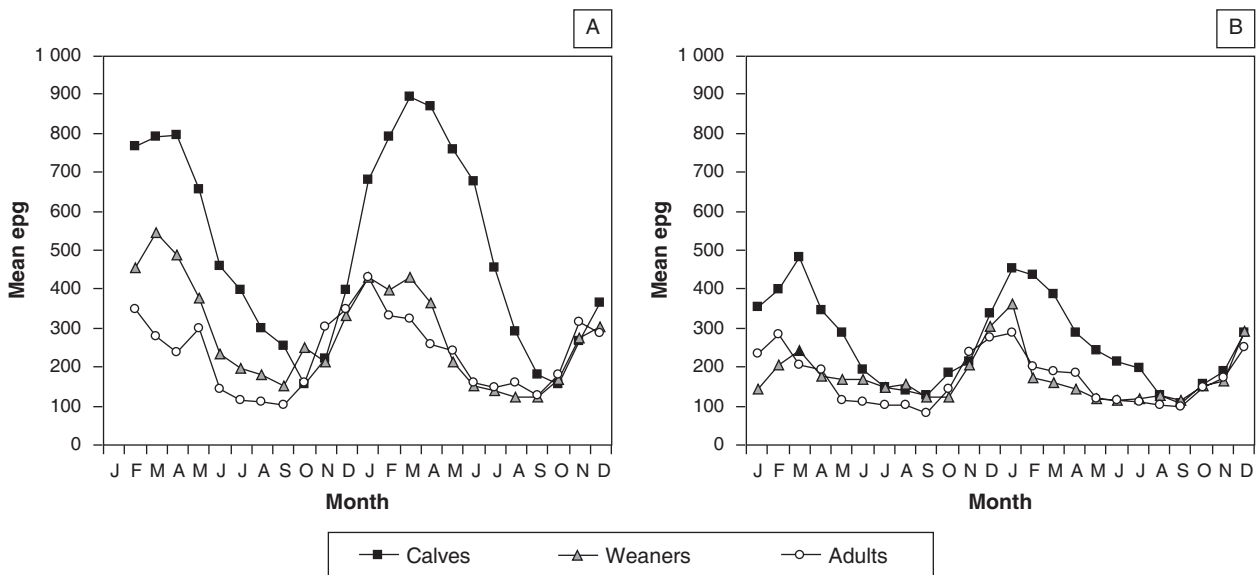 A
1 000
900
800
700
600
500
400
300
200
100
0
Mean epg
J F M A M J J A S O N D J F M A M J J A S O N D
Month
B
1 000
900
800
700
600
500
400
300
200
100
0
Mean epg
J F M A M J J A S O N D J F M A M J J A S O N D
Month
Calves Weaners Adults